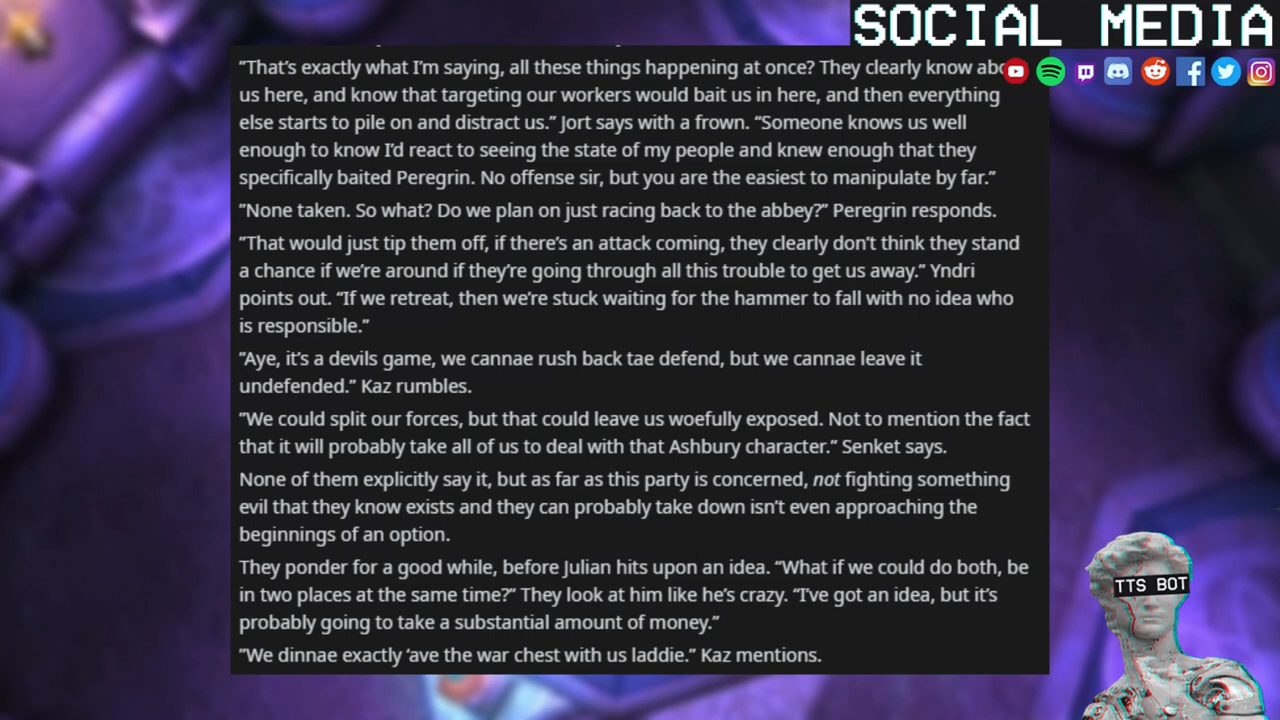 SOCIAL MEDIA
"That's exactly what I'm saying, all these things happening at once? They clearly know
us here, and know that targeting our workers would bait us in here, and then everything
else starts to pile on and distract us." Jort says with a frown. "Someone knows us well
enough to know I'd react to seeing the state of my people and knew enough that they
specifically baited Peregrin. No offense sir, but you are the easiest to manipulate by far."
"None taken. So what? Do we plan on just racing back to the abbey?" Peregrin responds.
"That would just tip them off, if there's an attack coming, they clearly don't think they stand
a chance if we're around if they're going through all this trouble to get us away." Yndri
points out. "If we retreat, then we're stuck waiting for the hammer to fall with no idea who
is responsible."
"Aye, it's a devils game, we cannae rush back tae defend, but we cannae leave it
undefended." Kaz rumbles.
"We could split our forces, but that could leave us woefully exposed. Not to mention the fact
that it will probably take all of us to deal with that Ashbury character." Senket says.
None of them explicitly say it, but as far as this party is concerned, not fighting something
evil that they know exists and they can probably take down isn't even approaching the
beginnings of an option.
They ponder for a good while, before Julian hits upon an idea. "What if we could do both, be
in two places at the same time?" They look at him like he's crazy. "I've got an idea, but it's
probably going to take a substantial amount of money."
"We dinnae exactly 'ave the war chest with us laddie." Kaz mentions.
TTS BOT